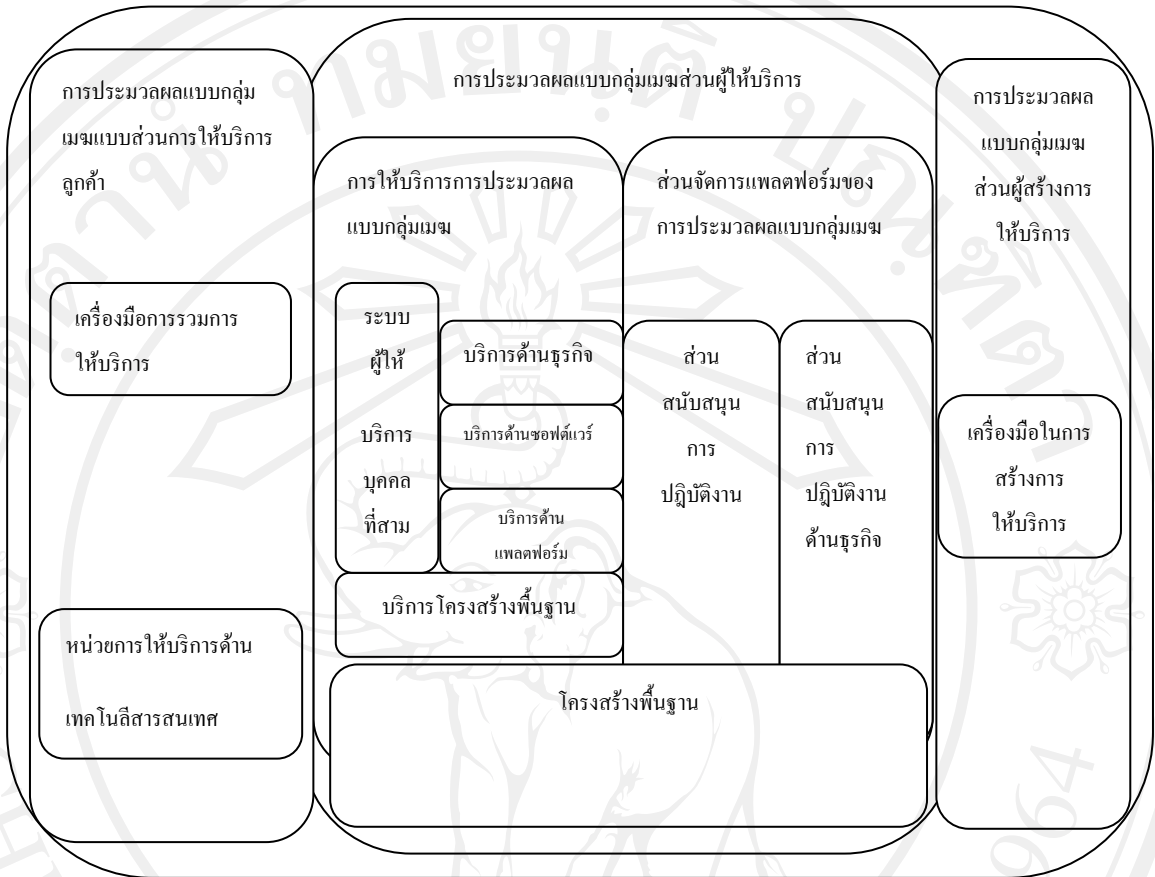 การประมวลผลแบบกลุ่ม
เมฆแบบส่วนการให้บริการ
ลูกค้า
เครื่องมือการรวมการ
ให้บริการ
หน่วยการให้บริการด้าน
เทคโนลีสารสนเทศ
การประมวลผลแบบกลุ่มเมฆส่วนผู้ให้บริการ
การให้บริการการประมวลผล
แบบกลุ่มเมฆ
ระบบ
ผู้ให้
บริการ
บุคคล
ที่สาม
บริการด้านธุรกิจ
บริการด้านซอฟต์แวร์
บริการด้าน
แพลตฟอร์ม
บริการโครงสร้างพื้นฐาน
ส่วนจัดการแพลตฟอร์มของ
การประมวลผลแบบกลุ่มเมฆ
ส่วน
สนับสนุน
การ
ปฎิบัติงาน
ส่วน
สนับสนุน
การ
ปฎิบัติงาน
ด้านธุรกิจ
โครงสร้างพื้นฐาน
การประมวลผล
แบบกลุ่มเมฆ
ส่วนผู้สร้างการ
ให้บริการ
เครื่องมือในการ
สร้างการ
ให้บริการ
964